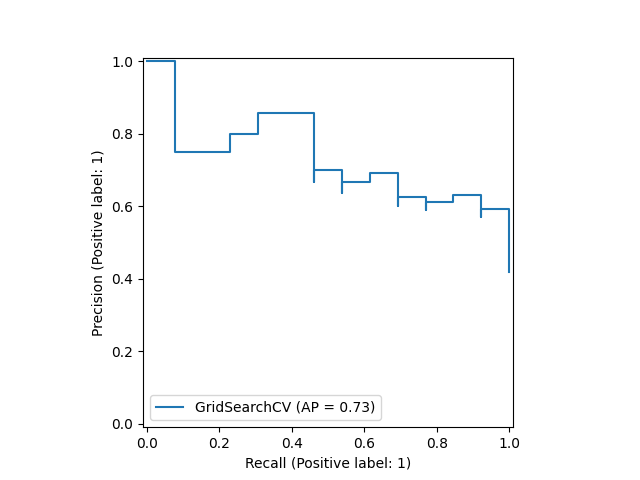 1.0
0.8
0.6
0.4
0.2
0.0
Precision (Positive label: 1)
GridSearchCV (AP = 0.73)
0.0 0.2 0.4 0.6 0.8 1.0
Recall (Positive label: 1)